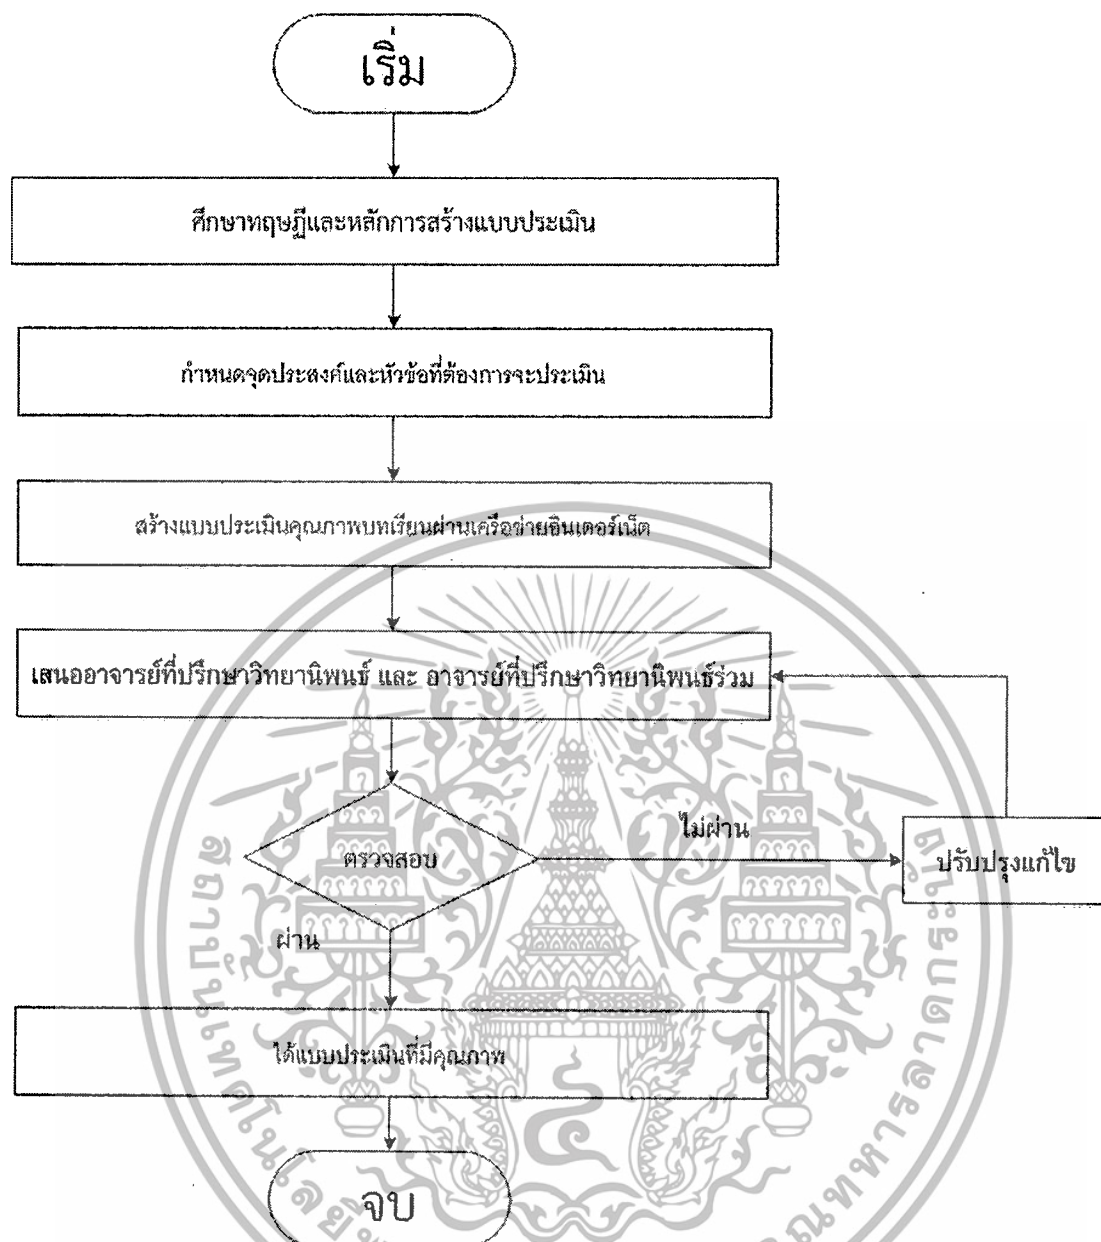 เริ่ม
ศึกษาทฤษฎีและหลักการสร้างแบบประเมิน
กำหนดจุดประสงค์และหัวข้อที่ต้องการจะประเมิน
สร้างแบบประเมินคุณภาพบทเรียนผ่านเครือข่ายอินเตอร์เน็ต
เสนออาจารย์ที่ปรึกษาวิทยานิพนธ์ และ อาจารย์ที่ปรึกษาวิทยานิพนธ์ร่วม
ตรวจสอบ
ไม่ผ่าน
ปรับปรุงแก้ไข
ผ่าน
ได้แบบประเมินที่มีคุณภาพ
จบ